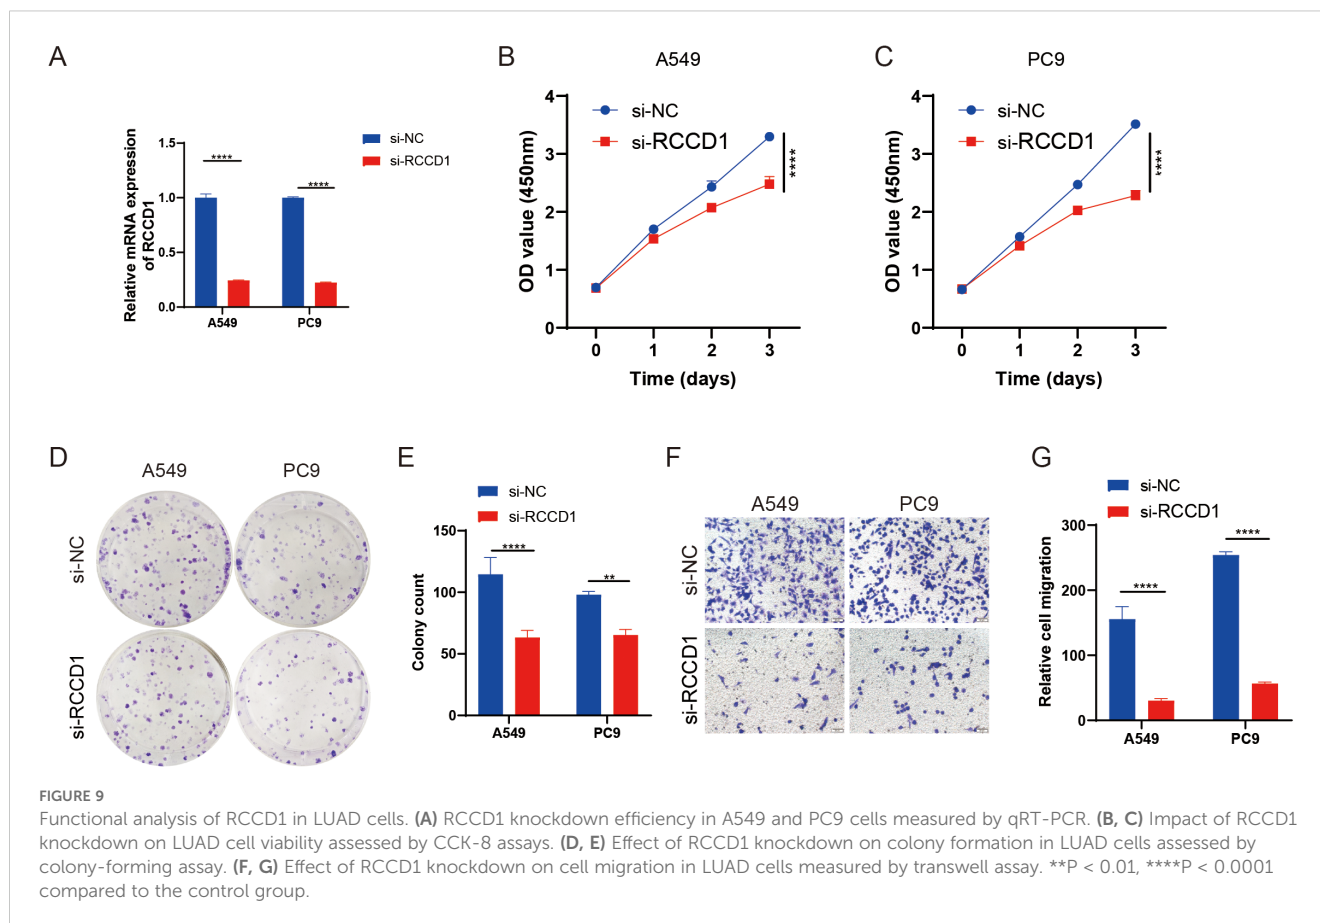 A
si-NC
si-RCCD1
Relative mRNA expression
of RCCD1
1.5
1.0
0.5
0.0
****
****
A549
PC9
B
A549
si-NC
si-RCCD1
OD value (450nm)
4
3
2
1
0
****
0 1 2 3
Time (days)
C
PC9
si-NC
si-RCCD1
OD value (450nm)
4
3
2
1
0
****
0 1 2 3
Time (days)
D
A549 PC9
si-NC
si-RCCD1
E
si-NC
si-RCCD1
Colony count
150
100
50
0
****
**
A549
PC9
F
A549 PC9
si-NC
si-RCCD1
G
si-NC
si-RCCD1
Relative cell migration
300
200
100
0
****
****
A549
PC9
FIGURE 9
Functional analysis of RCCD1 in LUAD cells. (A) RCCD1 knockdown efficiency in A549 and PC9 cells measured by qRT-PCR. (B, C) Impact of RCCD1
knockdown on LUAD cell viability assessed by CCK-8 assays. (D, E) Effect of RCCD1 knockdown on colony formation in LUAD cells assessed by
colony-forming assay. (F, G) Effect of RCCD1 knockdown on cell migration in LUAD cells measured by transwell assay. **P < 0.01, ****P < 0.0001
compared to the control group.